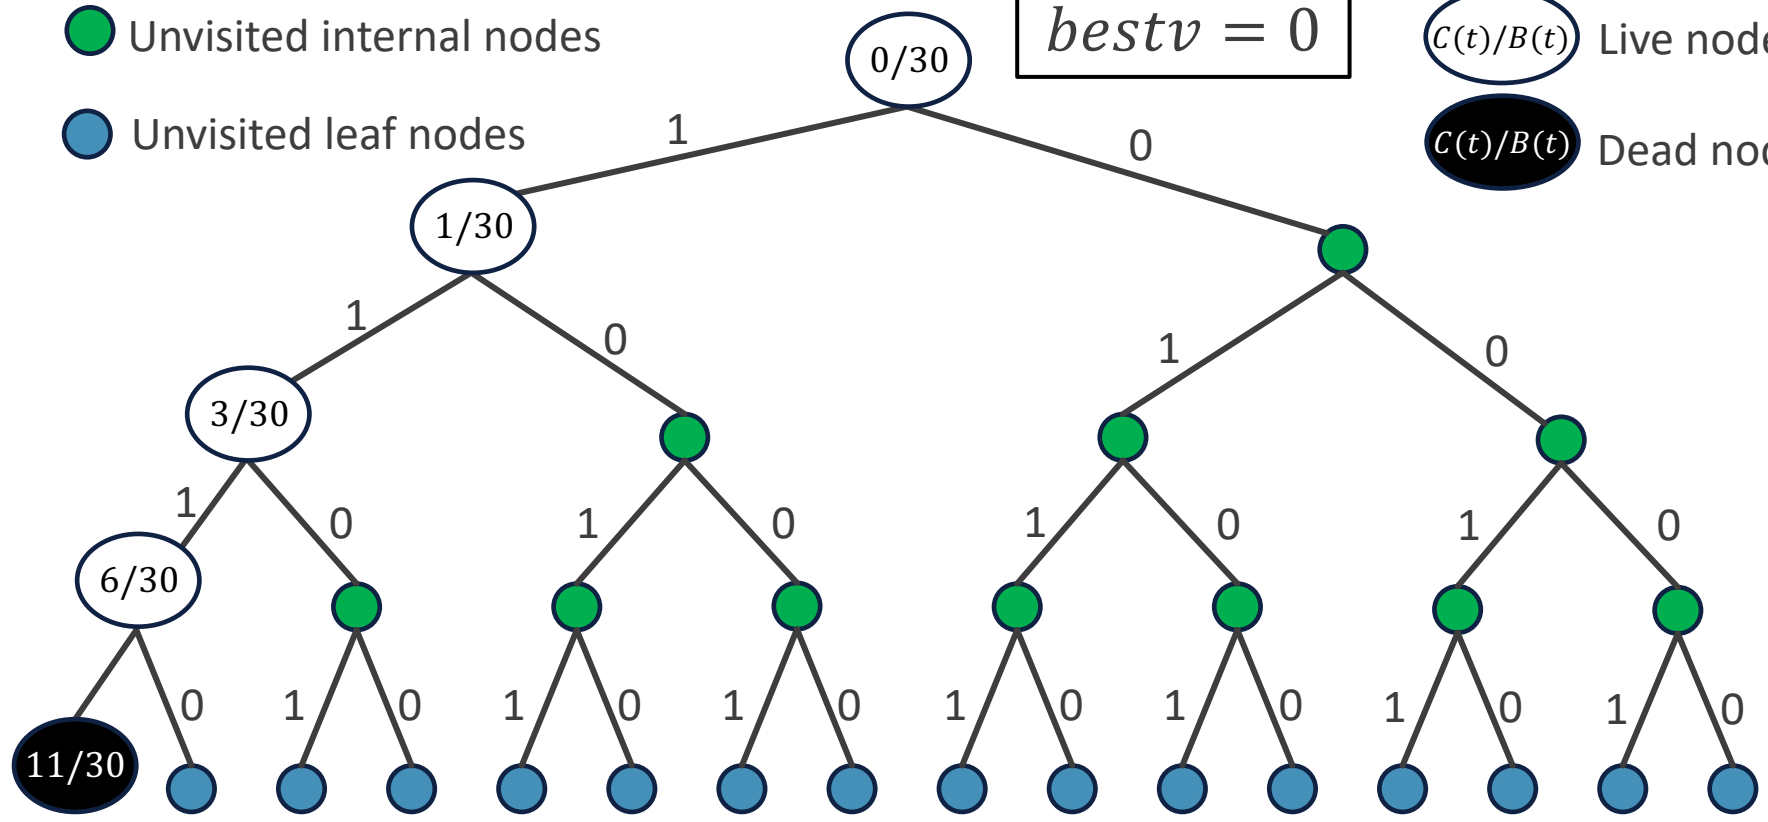 Unvisited internal nodes
Unvisited leaf nodes
bestv = 0
C(t)/B(t) Live
C(t)/B(t) Dead
0/30
1 0
1/30
1 0 1 0
3/30
1 0 1 0 1 0 1 0
6/30
0 1 0 1 0 1 0 1 0 1 0 1 0 1 0
11/30